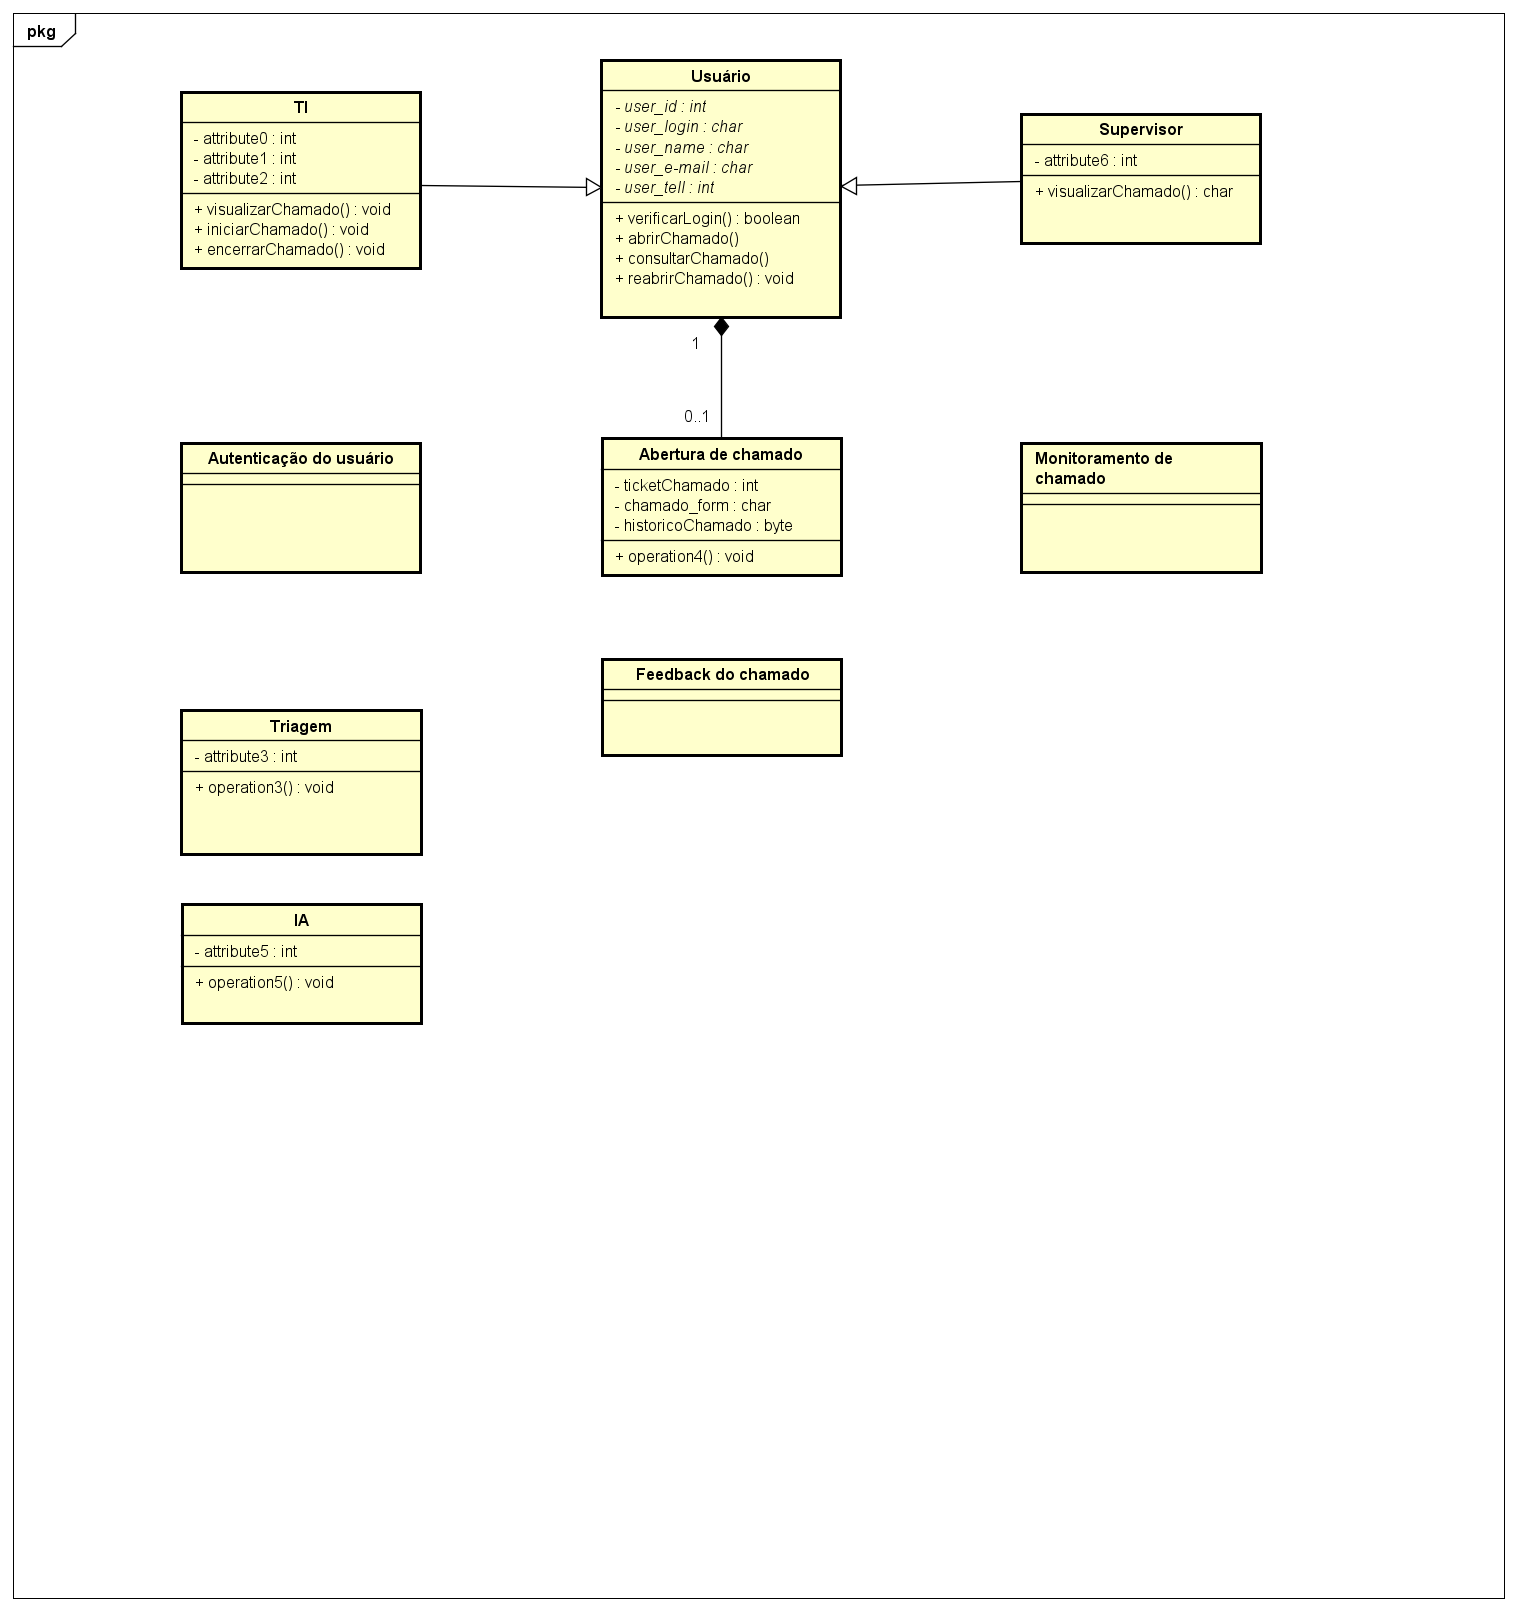 pkg
TI
- attribute0 : int
- attribute1 : int
- attribute2 : int
+ visualizarChamado() : void
+ iniciarChamado() : void
+ encerrarChamado() : void
Usuário
- user_id : int
- user_login : char
- user_name : char
- user_e-mail : char
- user_tell : int
+ verificarLogin() : boolean
+ abrirChamado()
+ consultarChamado()
+ reabrirChamado() : void
Supervisor
- attribute6 : int
+ visualizarChamado() : char
1
0..1
Autenticação do usuário
Abertura de chamado
- ticketChamado : int
- chamado_form : char
- historicoChamado : byte
+ operation4() : void
Monitoramento de
chamado
Feedback do chamado
Triagem
- attribute3 : int
+ operation3() : void
IA
- attribute5 : int
+ operation5() : void